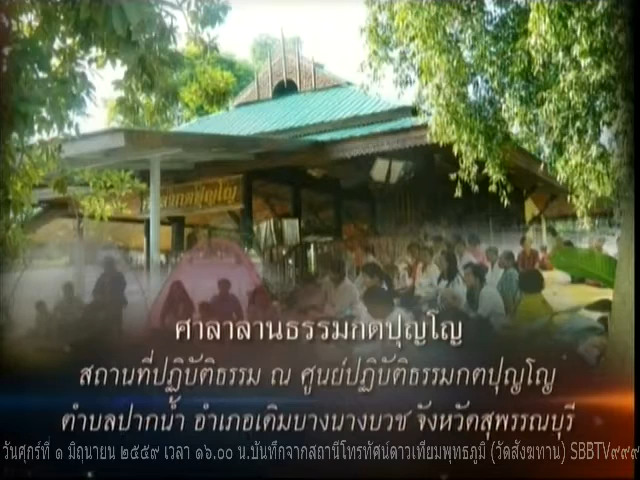 ศาลาลานธรรมกตปุญโญ
สถานที่ปฏิบัติธรรม ณ ศูนย์ปฏิบัติธรรมกตปุญโญ
ตำบลปากน้ำ อำเภอเดิมบางนางบวช จังหวัดสุพรรณบุรี
วันศุกร์ที่ ๑ มิถุนายน ๒๕๕๙ เวลา ๑๖.๐๐ น.บันทึกจากสถานีโทรทัศน์ดาวเทียมพุทธภูมิ (วัดสังฆทาน) SBBTV๙๙๙